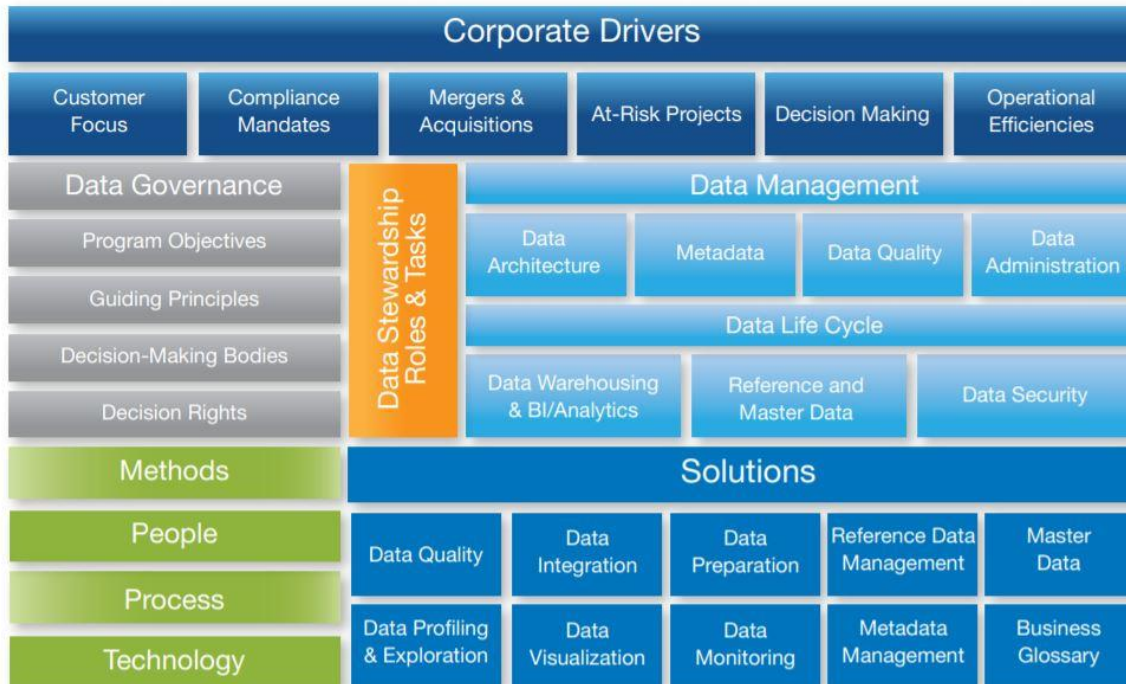 Corporate Drivers
Customer
Focus
Compliance
Mandates
Mergers &
Acquisitions
At-Risk Projects
Decision Making
Operational
Efficiencies
Data Governance
Program Objectives
Guiding Principles
Decision-Making Bodies
Decision Rights
Data Stewardship
Roles & Tasks
Data Management
Data
Architecture
Metadata
Data Quality
Data
Administration
Data Life Cycle
Data Warehousing
& BI/Analytics
Reference and
Master Data
Data Security
Methods
People
Process
Technology
Solutions
Data Quality
Data
Integration
Data
Preparation
Reference Data
Management
Master
Data
Data Profiling
& Exploration
Data
Visualization
Data
Monitoring
Metadata
Management
Business
Glossary